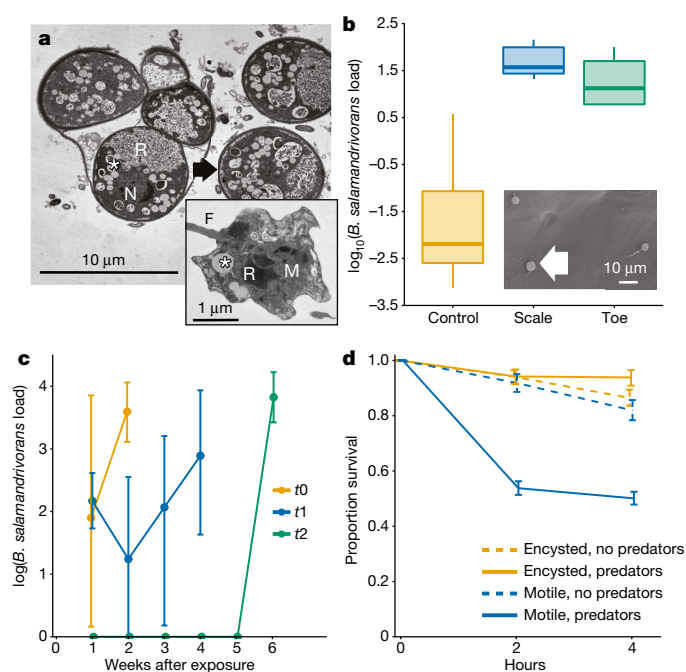 a
R
*
N
10 μm
F
*
R
M
1 μm
b
log10(B. salamandrivorans load)
2.5
1.5
0.5
−0.5
−1.5
−2.5
−3.5
10 μm
Control
Scale
Toe
c
log(B. salamandrivorans load)
4
3
2
1
0
0
1
2
3
4
5
6
Weeks after exposure
t0
t1
t2
d
Proportion survival
1.0
0.8
0.6
0.4
0.2
0
0
2
4
Hours
Encysted, no predators
Encysted, predators
Motile, no predators
Motile, predators